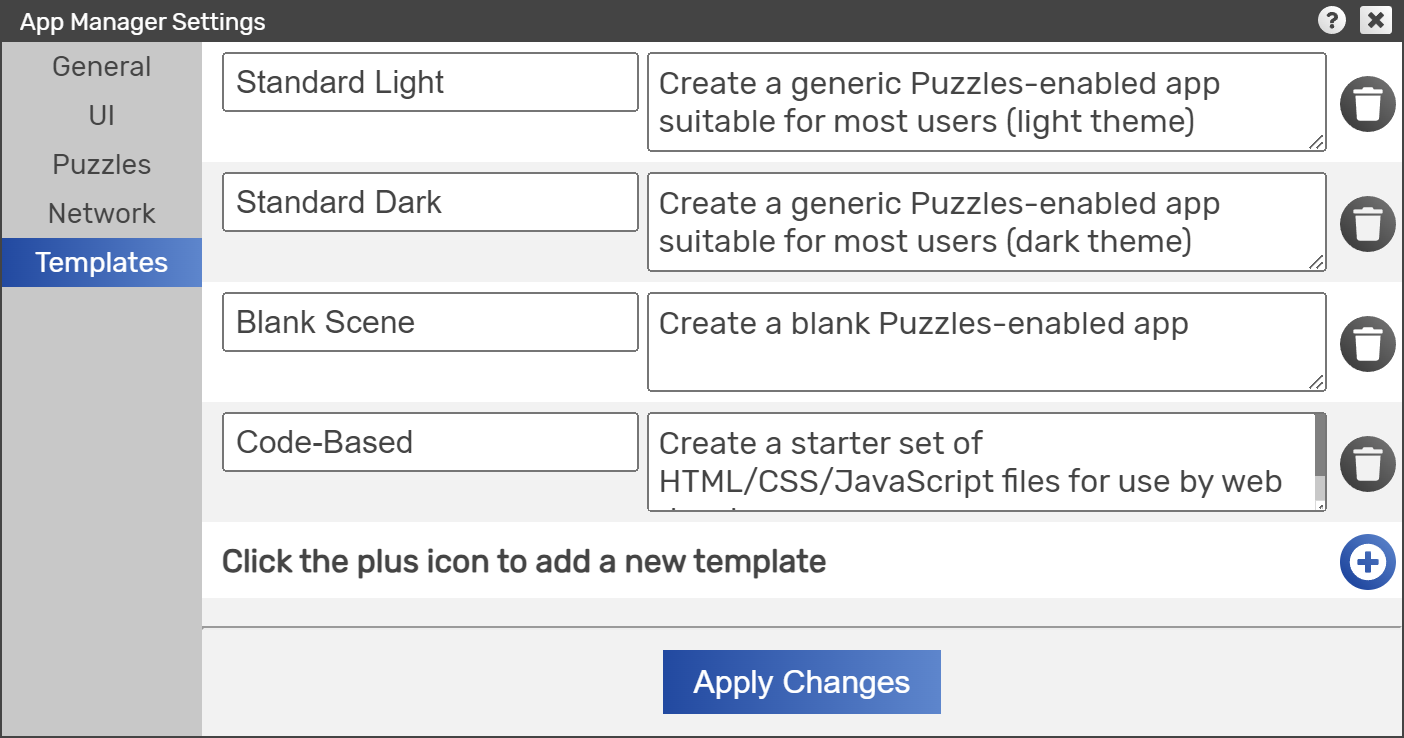 App Manager Settings
General
UI
Puzzles
Network
Templates
Standard Light
Create a generic Puzzles-enabled app
suitable for most users (light theme)
Standard Dark
Create a generic Puzzles-enabled app
suitable for most users (dark theme)
Blank Scene
Create a blank Puzzles-enabled app
Code-Based
Create a starter set of
HTML/CSS/JavaScript files for use by web
Click the plus icon to add a new template
Apply Changes